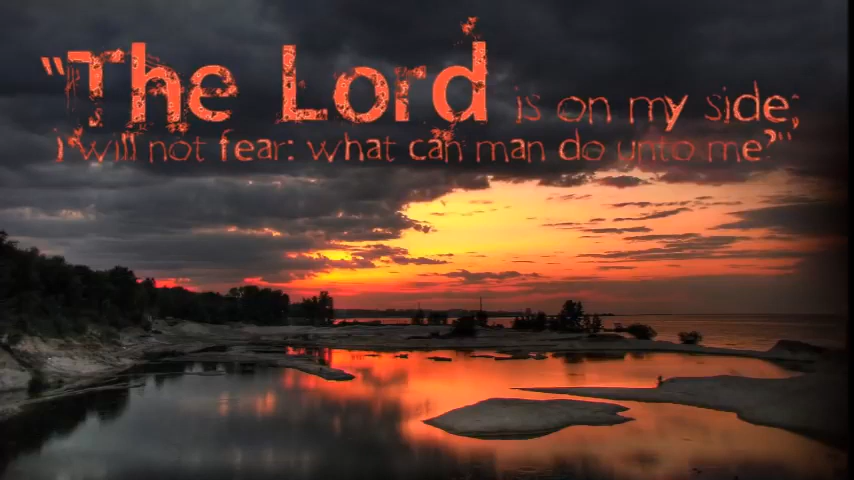 "The Lord is on my side;
i will not fear: what can man do unto me?"